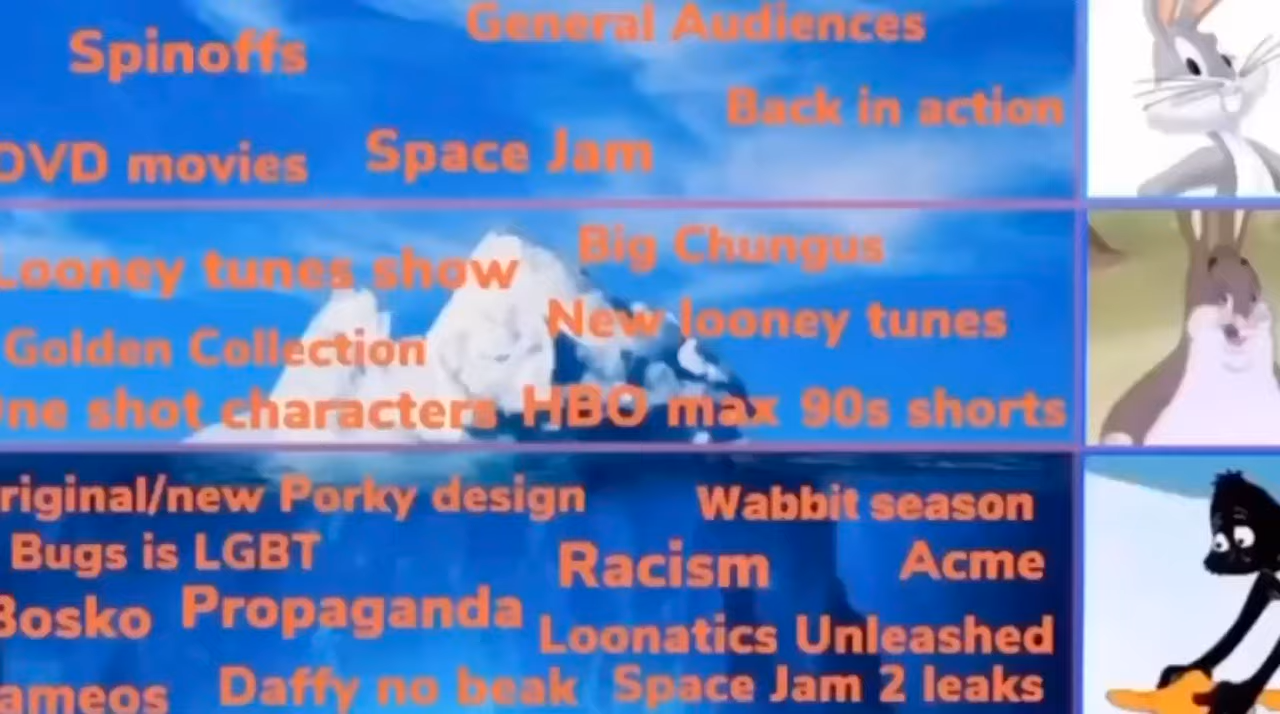 General Audiences
Spinoffs
Back in action
DVD movies
Space Jam
Looney tunes show
Big Chungus
New looney tunes
Golden Collection
One shot characters
HBO max
90s shorts
riginal/new Porky design
Wabbit season
Bugs is LGBT
Racism
Acme
Bosko
Propaganda
Loonatics Unleashed
ameos
Daffy no beak
Space Jam 2 leaks